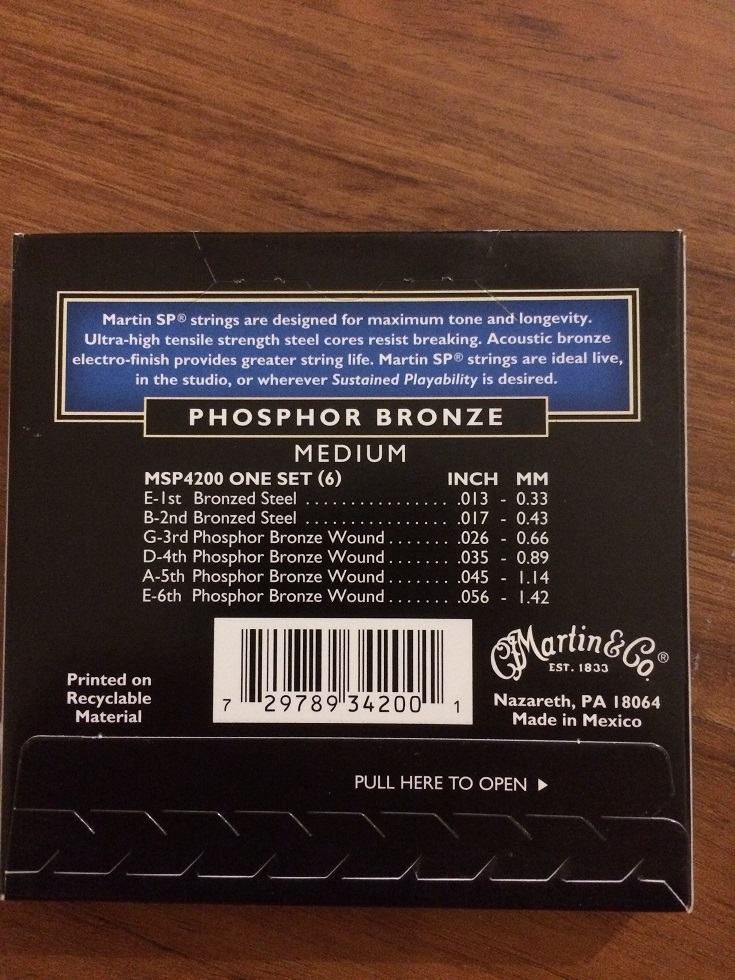 Martin SP® strings are designed for maximum tone and longevity.
Ultra-high tensile strength steel cores resist breaking. Acoustic bronze
electro-finish provides greater string life. Martin SP® strings are ideal live,
in the studio, or wherever Sustained Playability is desired.
PHOSPHOR BRONZE
MEDIUM
MSP4200 ONE SET (6) INCH MM
E-1st Bronzed Steel ................ .013 - 0.33
B-2nd Bronzed Steel ................ .017 - 0.43
G-3rd Phosphor Bronze Wound ........ .026 - 0.66
D-4th Phosphor Bronze Wound ........ .035 - 0.89
A-5th Phosphor Bronze Wound ........ .045 - 1.14
E-6th Phosphor Bronze Wound ........ .056 - 1.42
Printed on
Recyclable
Material
7 29789 34200 1
CF Martin & Co.®
EST. 1833
Nazareth, PA 18064
Made in Mexico
PULL HERE TO OPEN ▶